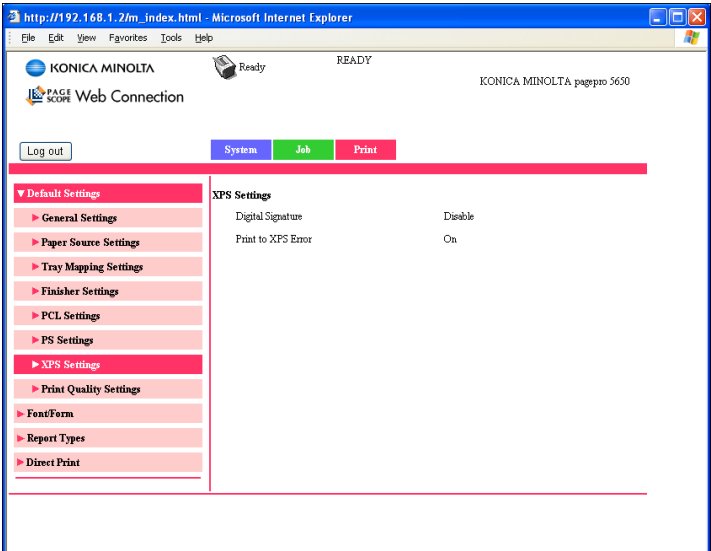 http://192.168.1.2/m_index.html - Microsoft Internet Explorer
File Edit View Favorites Tools Help
KONICA MINOLTA
Ready
READY
KONICA MINOLTA pagepro 5650
PAGE SCOPE Web Connection
Log out
System
Job
Print
Default Settings
General Settings
Paper Source Settings
Tray Mapping Settings
Finisher Settings
PCL Settings
PS Settings
XPS Settings
Print Quality Settings
Font/Form
Report Types
Direct Print
XPS Settings
Digital Signature Disable
Print to XPS Error On